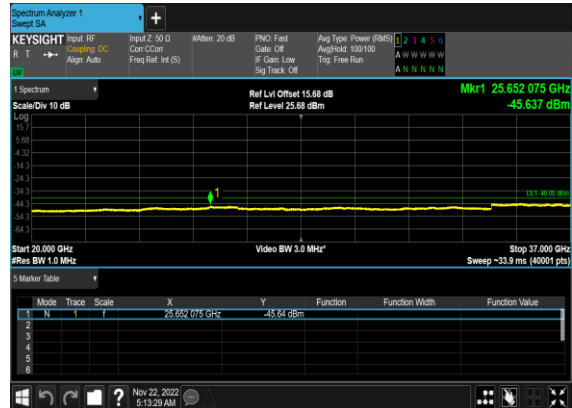 Spectrum Analyzer 1
Swept SA
+
KEYSIGHT Input: RF Input Z: 50 Ω #Atten: 20 dB PNO: Fast Avg Type: Power (RMS) 1 2 3 4 5 6
R T Coupling: DC Corr CCorr Gate: Off Avg|Hold: 100/100 A W W W W W
Align: Auto Freq Ref: Int (S) IF Gain: Low Trig: Free Run
Sig Track: Off A N N N N N
1 Spectrum Ref Lvl Offset 15.68 dB Mkr1 25.652 075 GHz
Scale/Div 10 dB Ref Level 25.68 dBm -45.637 dBm
Log
15.7
5.68
-4.32
-14.3
-24.3
-34.3 1 DL1 -40.00 dBm
-44.3
-54.3
-64.3
Start 20.000 GHz Video BW 3.0 MHz* Stop 37.000 GHz
#Res BW 1.0 MHz Sweep ~33.9 ms (40001 pts)
5 Marker Table
Mode Trace Scale X Y Function Function Width Function Value
1 N 1 f 25.652 075 GHz -45.64 dBm
2
3
4
5
6
? Nov 22, 2022
5:13:29 AM